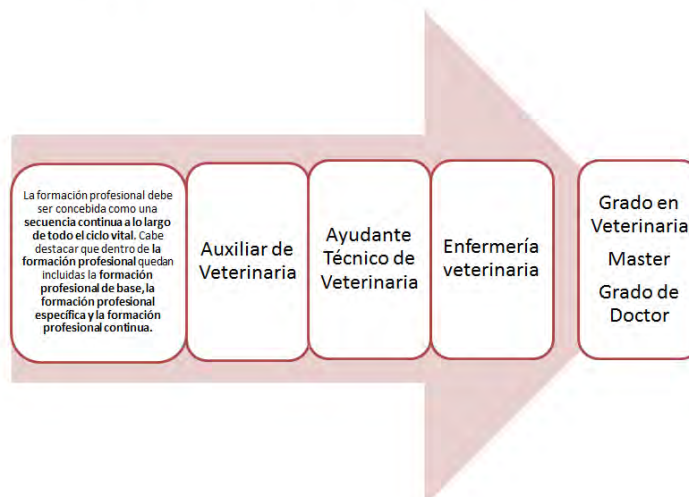 La formación profesional debe
ser concebida como una
secuencia continua a lo largo
de todo el ciclo vital. Cabe
destacar que dentro de la
formación profesional quedan
incluidas la formación
profesional de base, la
formación profesional
específica y la formación
profesional continua.
Auxiliar de
Veterinaria
Ayudante
Técnico de
Veterinaria
Enfermería
veterinaria
Grado en
Veterinaria
Master
Grado de
Doctor